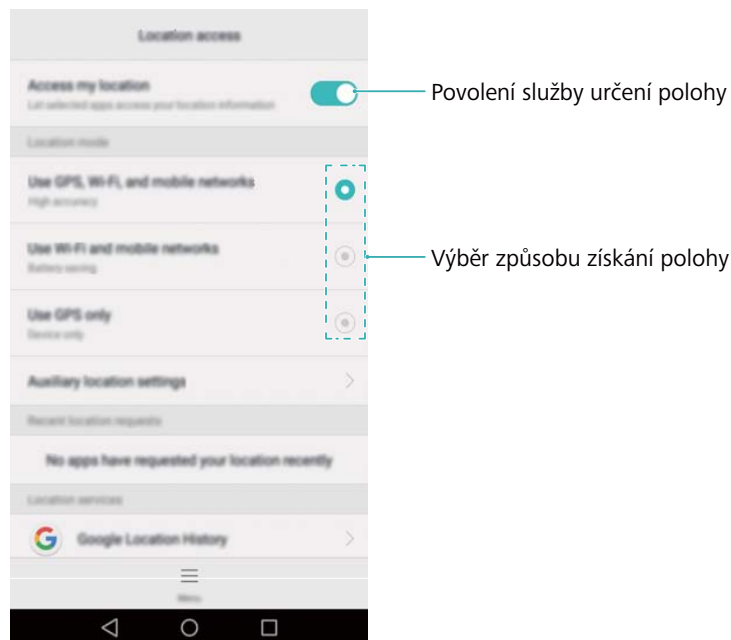 Location access
Access my location
Povolení služby určení polohy
Let selected apps access your location information
Location mode
Use GPS, Wi-Fi, and mobile networks
High accuracy
Use Wi-Fi and mobile networks
Výběr způsobu získání polohy
Battery saving
Use GPS only
Device only
Auxiliary location settings
Recent location requests
No apps have requested your location recently
Location services
G Google Location History
Menu